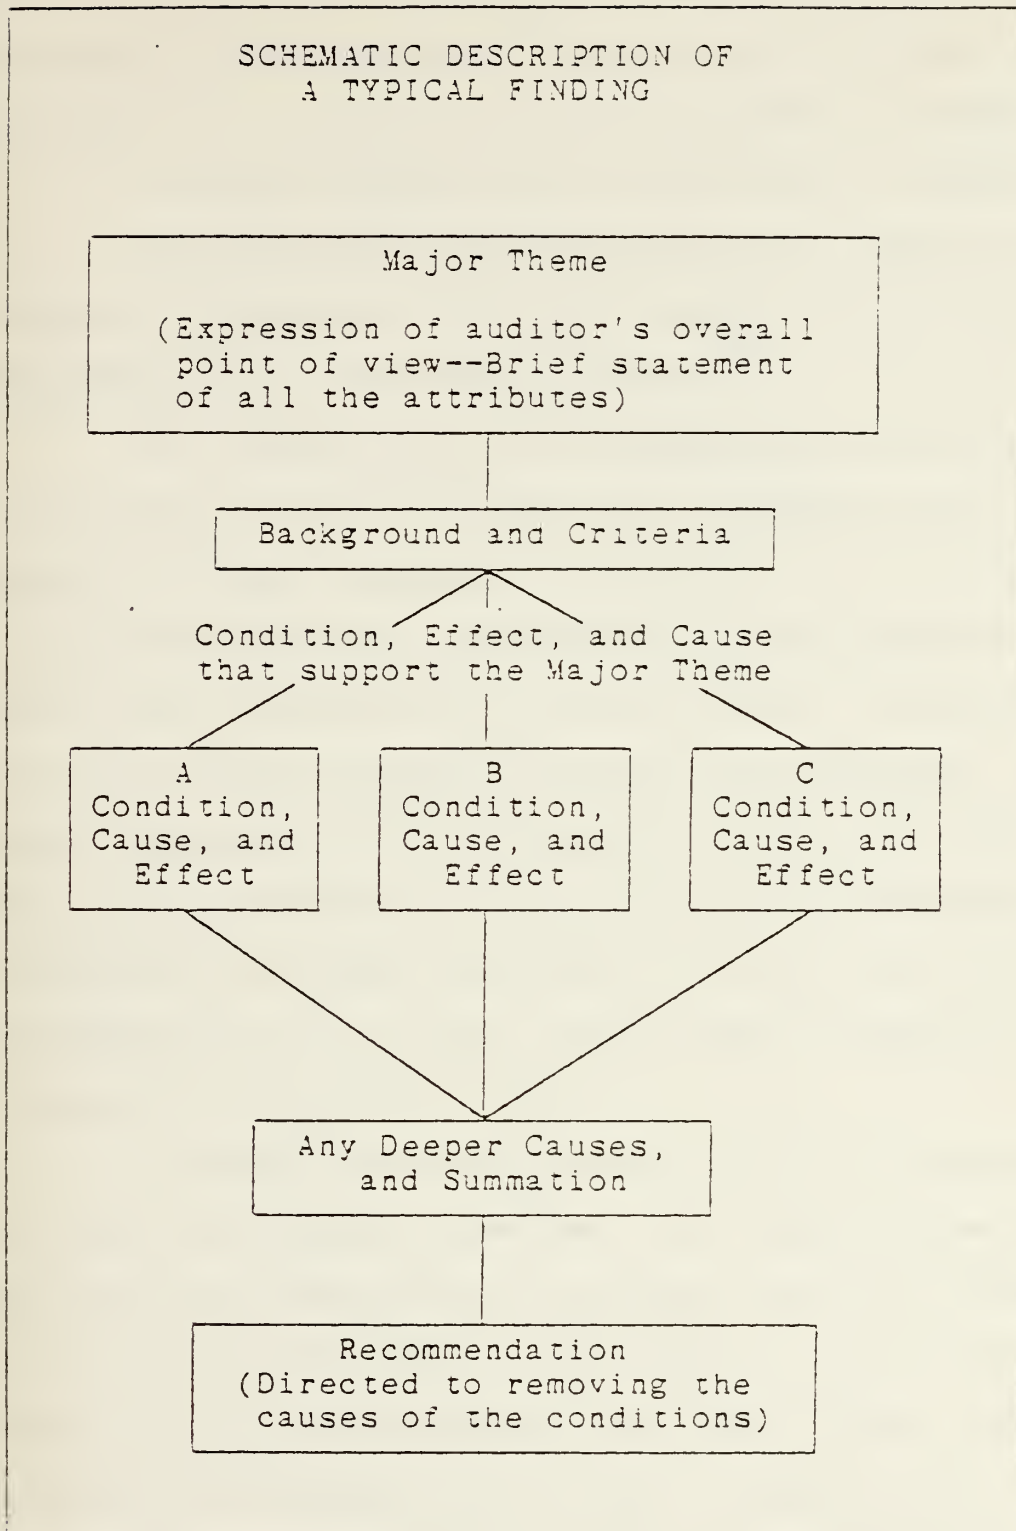 SCHEMATIC DESCRIPTION OF
A TYPICAL FINDING
Major Theme
(Expression of auditor's overall
point of view--Brief statement
of all the attributes)
Background and Criteria
Condition, Effect, and Cause
that support the Major Theme
A
Condition,
Cause, and
Effect
B
Condition,
Cause, and
Effect
C
Condition,
Cause, and
Effect
Any Deeper Causes,
and Summation
Recommendation
(Directed to removing the
causes of the conditions)